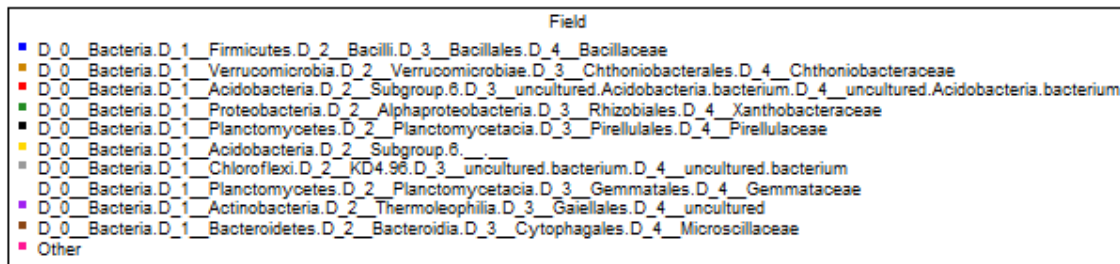 Field
D_0__Bacteria.D_1__Firmicutes.D_2__Bacilli.D_3__Bacillales.D_4__Bacillaceae
D_0__Bacteria.D_1__Verrucomicrobia.D_2__Verrucomicrobiae.D_3__Chthoniobacterales.D_4__Chthoniobacteraceae
D_0__Bacteria.D_1__Acidobacteria.D_2__Subgroup.6.D_3__uncultured.Acidobacteria.bacterium.D_4__uncultured.Acidobacteria.bacterium
D_0__Bacteria.D_1__Proteobacteria.D_2__Alphaproteobacteria.D_3__Rhizobiales.D_4__Xanthobacteraceae
D_0__Bacteria.D_1__Planctomycetes.D_2__Planctomycetacia.D_3__Pirellulales.D_4__Pirellulaceae
D_0__Bacteria.D_1__Acidobacteria.D_2__Subgroup.6.__.__
D_0__Bacteria.D_1__Chloroflexi.D_2__KD4.96.D_3__uncultured.bacterium.D_4__uncultured.bacterium
D_0__Bacteria.D_1__Planctomycetes.D_2__Planctomycetacia.D_3__Gemmatales.D_4__Gemmataceae
D_0__Bacteria.D_1__Actinobacteria.D_2__Thermoleophilia.D_3__Gaiellales.D_4__uncultured
D_0__Bacteria.D_1__Bacteroidetes.D_2__Bacteroidia.D_3__Cytophagales.D_4__Microscillaceae
Other